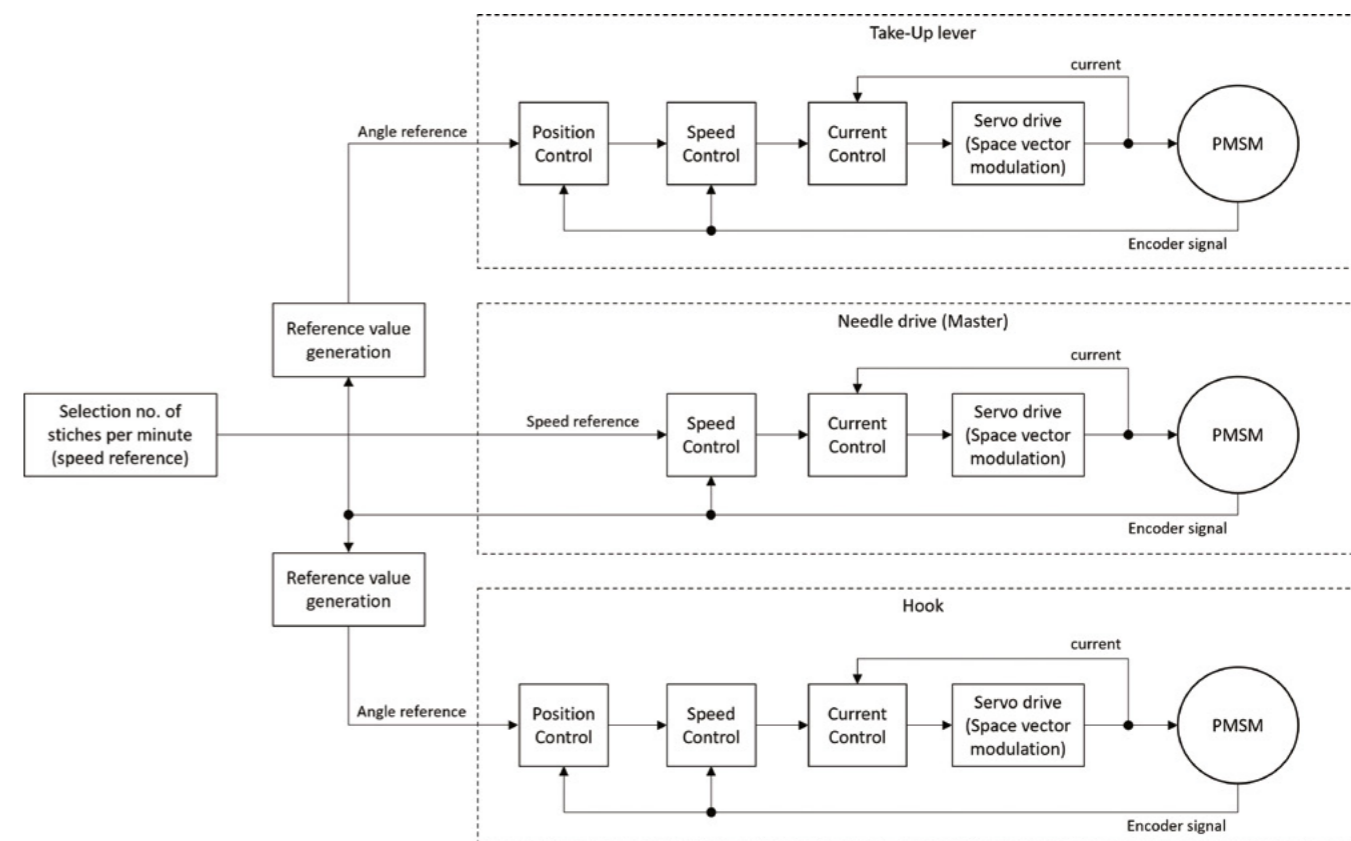 Take-Up lever
current
Angle reference
Position
Control
Speed
Control
Current
Control
Servo drive
(Space vector
modulation)
PMSM
Encoder signal
Reference value
generation
Needle drive (Master)
current
Selection no. of
stiches per minute
(speed reference)
Speed reference
Speed
Control
Current
Control
Servo drive
(Space vector
modulation)
PMSM
Encoder signal
Reference value
generation
Hook
current
Angle reference
Position
Control
Speed
Control
Current
Control
Servo drive
(Space vector
modulation)
PMSM
Encoder signal